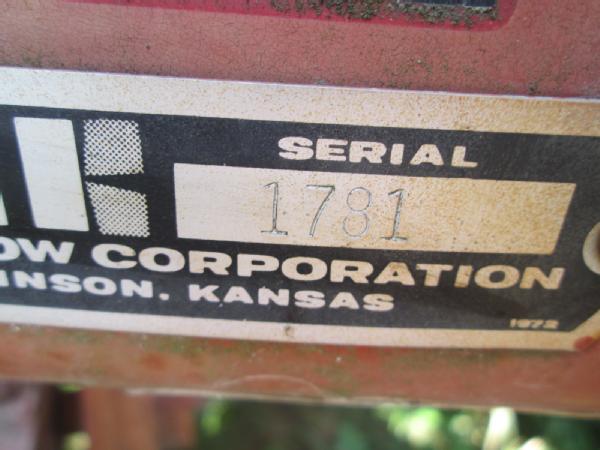 SERIAL
1781
OW CORPORATION
INSON, KANSAS
1972